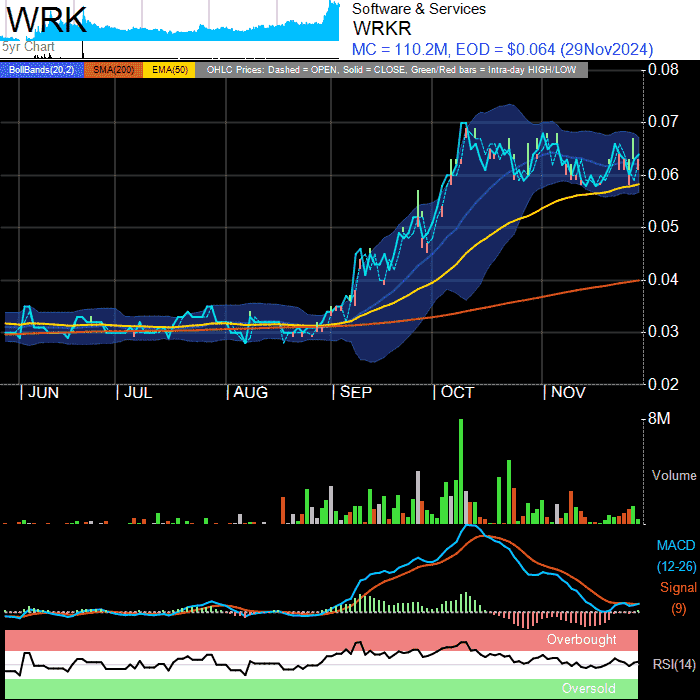 WRK
5yr Chart
Software & Services
WRKR
MC = 110.2M, EOD = $0.064 (29Nov2024)
BollBands(20,2) SMA(200) EMA(50) OHLC Prices: Dashed = OPEN, Solid = CLOSE, Green/Red bars = Intra-day HIGH/LOW
0.08
0.07
0.06
0.05
0.04
0.03
0.02
JUN JUL AUG SEP OCT NOV
8M
Volume
MACD
(12-26)
Signal
(9)
Overbought
RSI(14)
Oversold